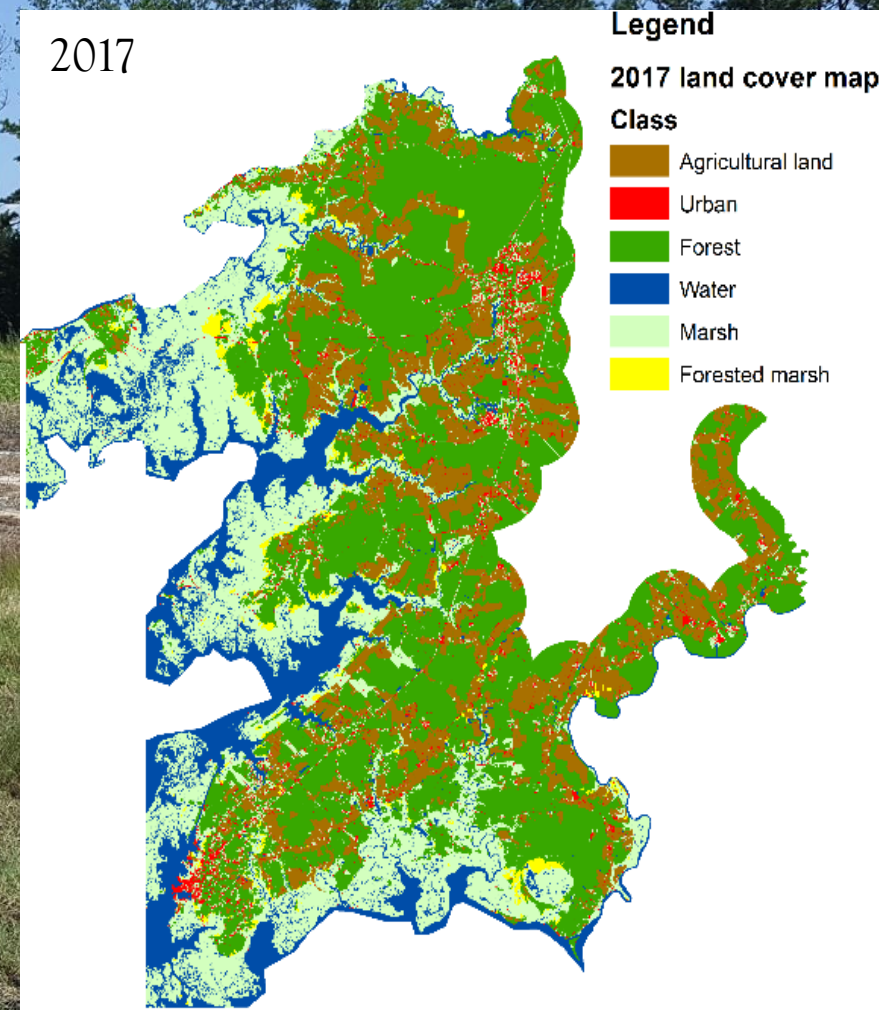 2017
Legend
2017 land cover map
Class
Agricultural land
Urban
Forest
Water
Marsh
Forested marsh